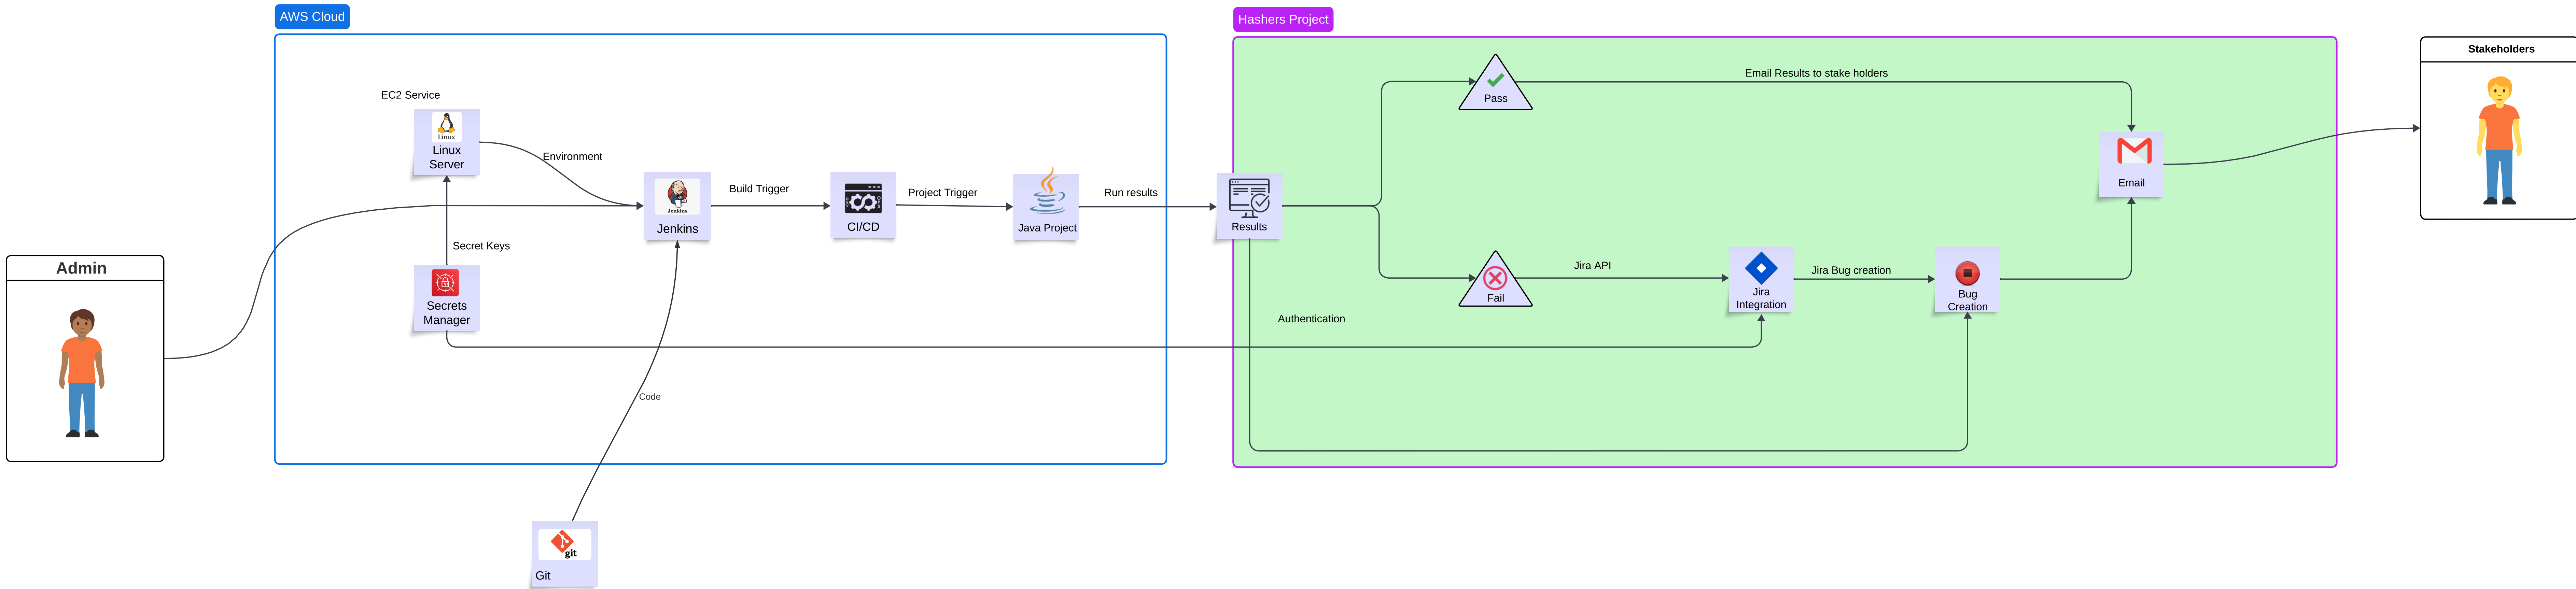 AWS Cloud
Hashers Project
Stakeholders
EC2 Service
Linux
Linux
Server
Environment
Secret Keys
Secrets
Manager
Admin
Jenkins
Jenkins
Build Trigger
CI/CD
Project Trigger
Java Project
Run results
Results
Pass
Email Results to stake holders
Email
Fail
Jira API
Jira
Integration
Jira Bug creation
Bug
Creation
Authentication
Code
git
Git